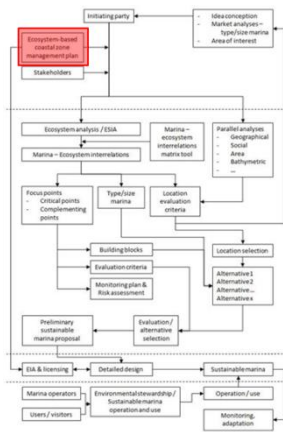 Initiating party
- Idea conception
- Market analyses –
type/size marina
- Area of interest
Ecosystem-based
coastal zone
management plan
Stakeholders
Ecosystem analysis / ESIA
Marina –
ecosystem
interrelations
matrix tool
Parallel analyses
- Geographical
- Social
- Area
- Bathymetric
- ...
Marina – Ecosystem interrelations
Focus points
- Critical points
- Complementing
points
Type/size
marina
Location
evaluation
criteria
Building blocks
Evaluation criteria
Monitoring plan &
Risk assessment
Location selection
Alternative 1
Alternative 2
Alternative...
Alternative x
Preliminary
sustainable
marina proposal
Evaluation /
alternative
selection
EIA & licensing
Detailed design
Sustainable marina
Marina operators
Users/ visitors
Environmental stewardship /
Sustainable marina
operation and use
Operation / use
Monitoring,
adaptation